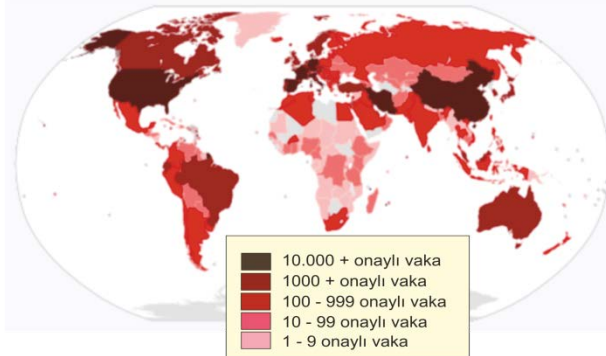 10.000 + onaylı vaka
1000 + onaylı vaka
100 - 999 onaylı vaka
10 - 99 onaylı vaka
1 - 9 onaylı vaka